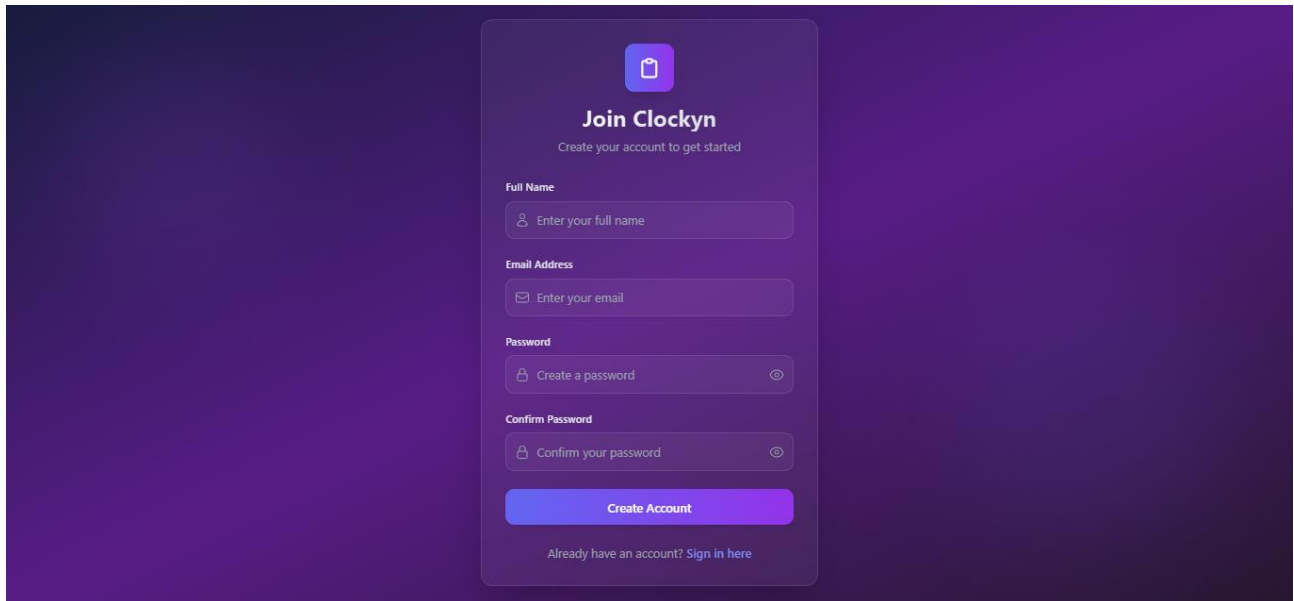 Join Clockyn
Create your account to get started
Full Name
Enter your full name
Email Address
Enter your email
Password
Create a password
Confirm Password
Confirm your password
Create Account
Already have an account? Sign in here